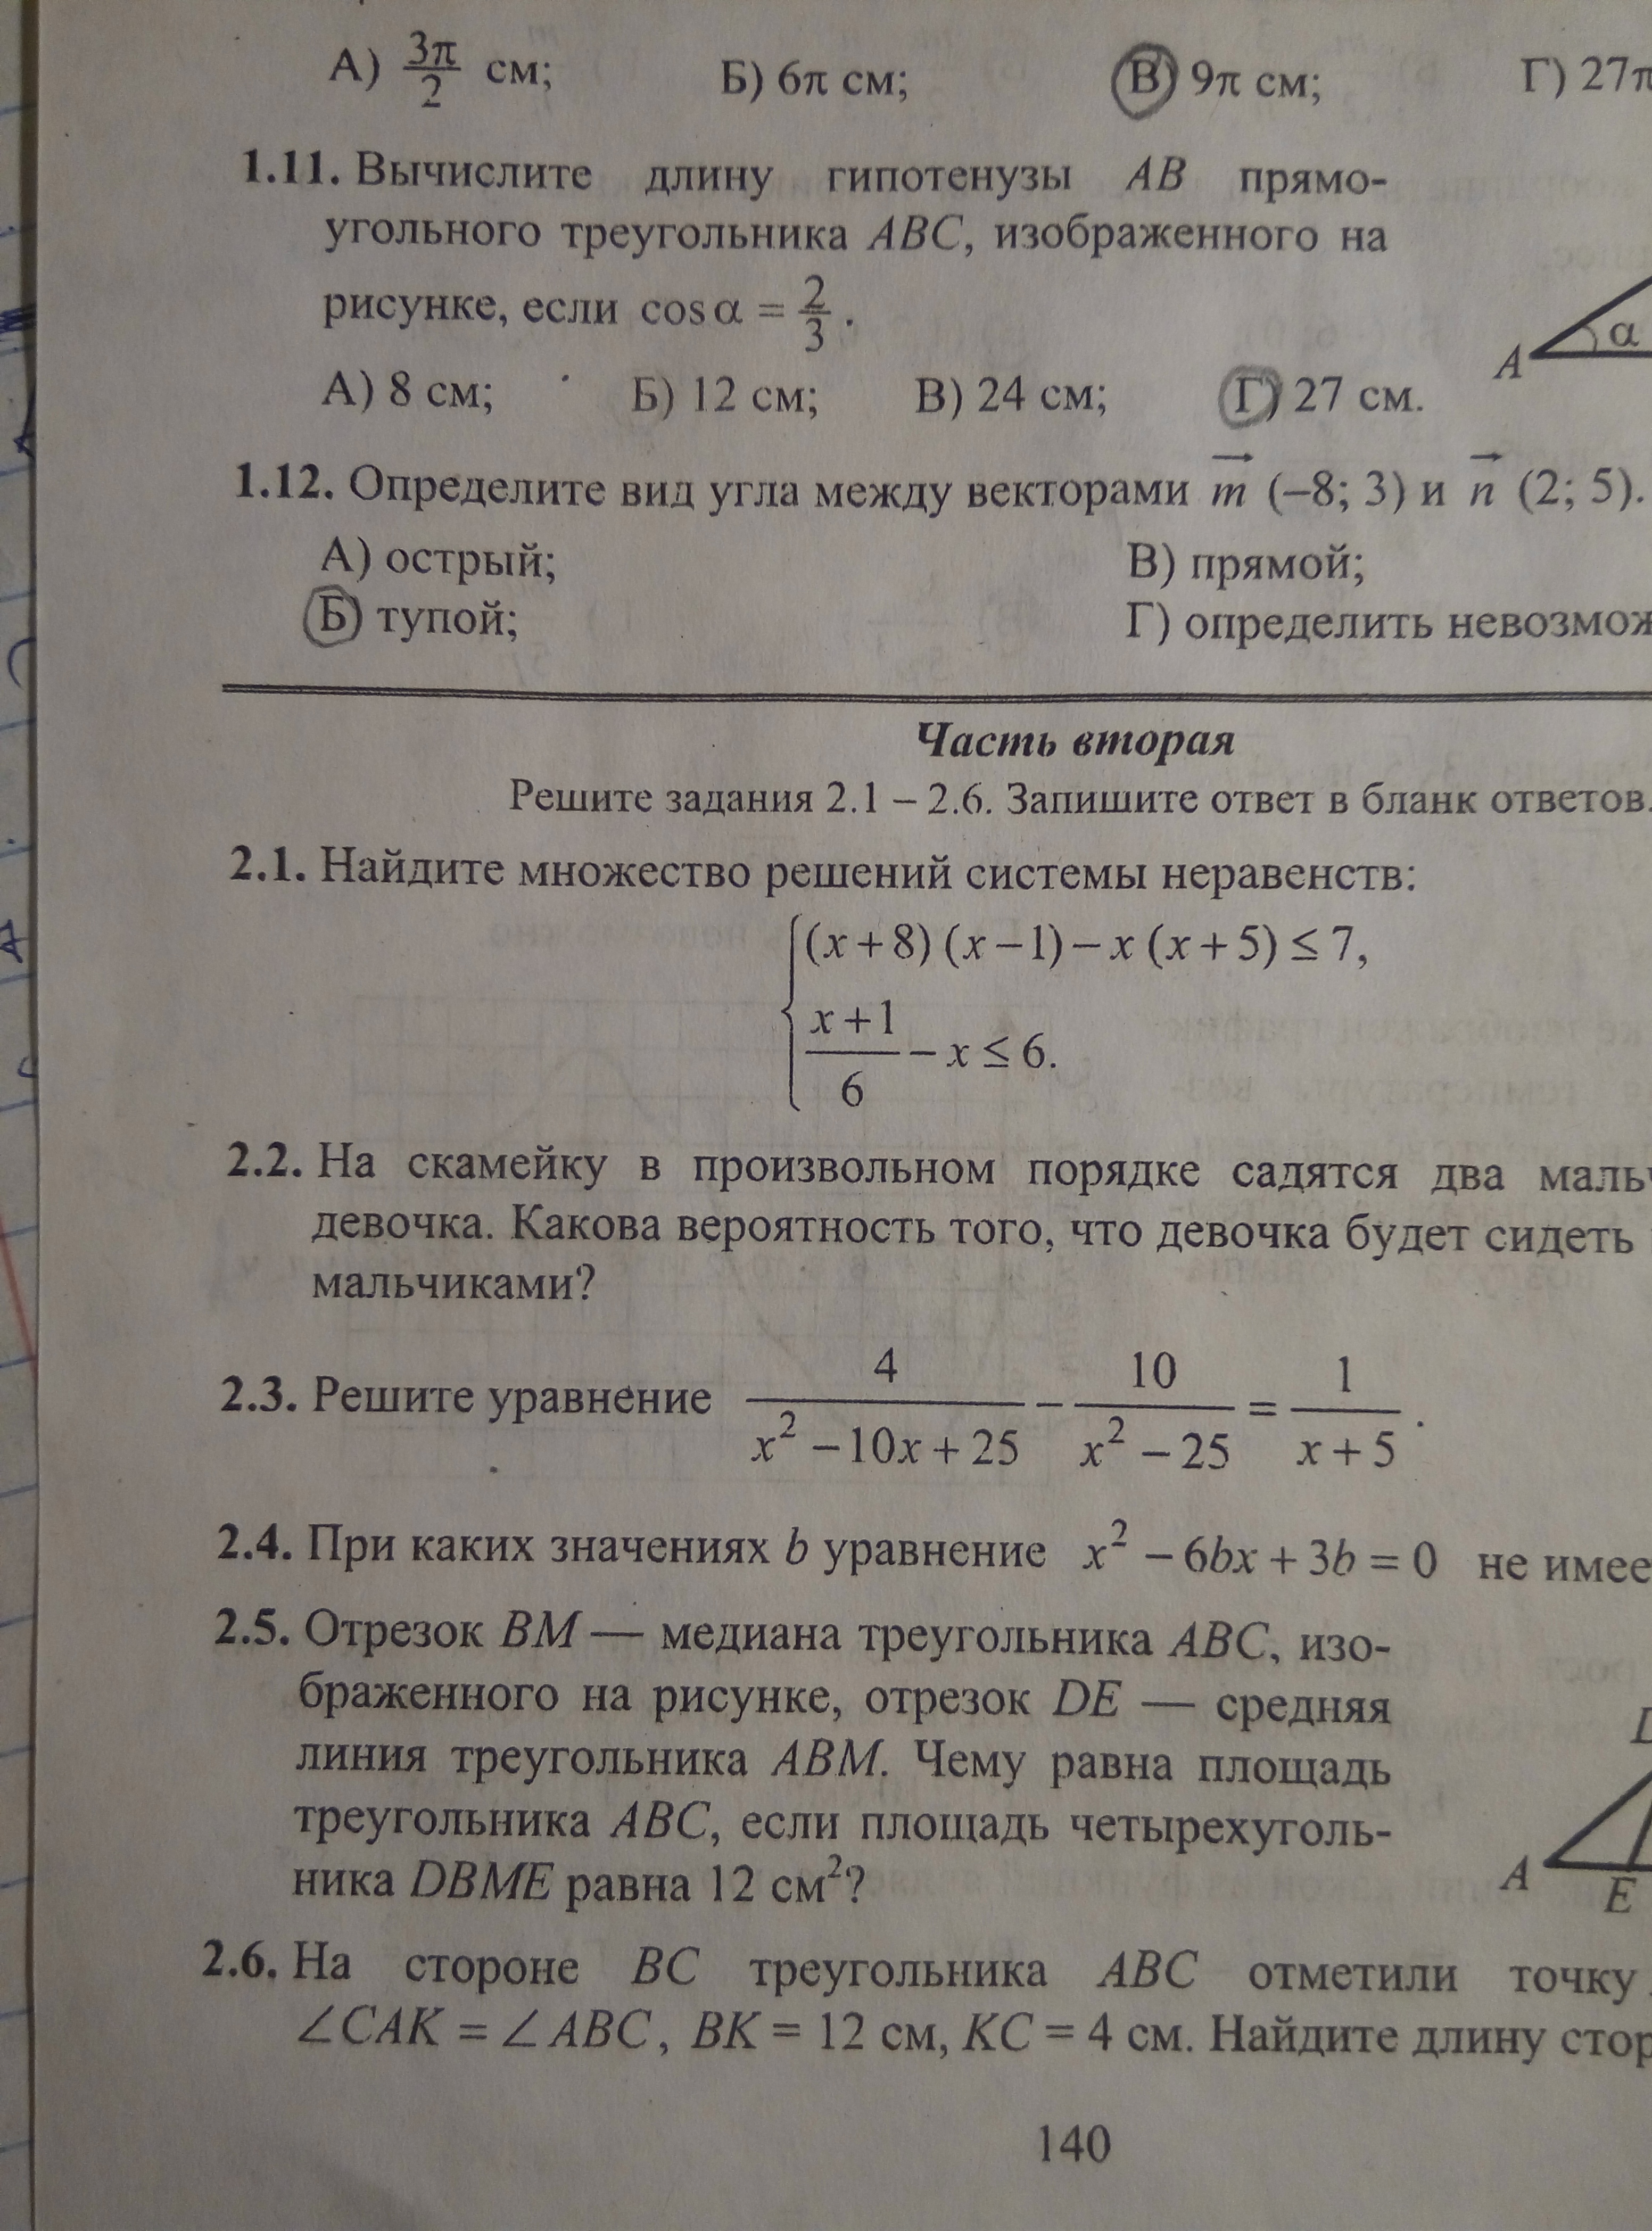 А) 3π/2 см; Б) 6π см; В) 9π см; Г) 27π
1.11. Вычислите длину гипотенузы AB прямо-
угольного треугольника ABC, изображенного на
рисунке, если cos α = 2/3.
A α
А) 8 см; Б) 12 см; В) 24 см; Г) 27 см.
1.12. Определите вид угла между векторами m⃗ (–8; 3) и n⃗ (2; 5).
А) острый; В) прямой;
Б) тупой; Г) определить невозмож
Часть вторая
Решите задания 2.1 – 2.6. Запишите ответ в бланк ответов.
2.1. Найдите множество решений системы неравенств:
(x + 8) (x – 1) – x (x + 5) ≤ 7,
(x + 1)/6 – x ≤ 6.
2.2. На скамейку в произвольном порядке садятся два мальч
девочка. Какова вероятность того, что девочка будет сидеть
мальчиками?
2.3. Решите уравнение 4/(x² – 10x + 25) – 10/(x² – 25) = 1/(x + 5).
2.4. При каких значениях b уравнение x² – 6bx + 3b = 0 не имее
2.5. Отрезок BM — медиана треугольника ABC, изо-
браженного на рисунке, отрезок DE — средняя
линия треугольника ABM. Чему равна площадь
треугольника ABC, если площадь четырехуголь-
ника DBME равна 12 см²?
A E
2.6. На стороне BC треугольника ABC отметили точку
∠CAK = ∠ABC, BK = 12 см, KC = 4 см. Найдите длину стор
140